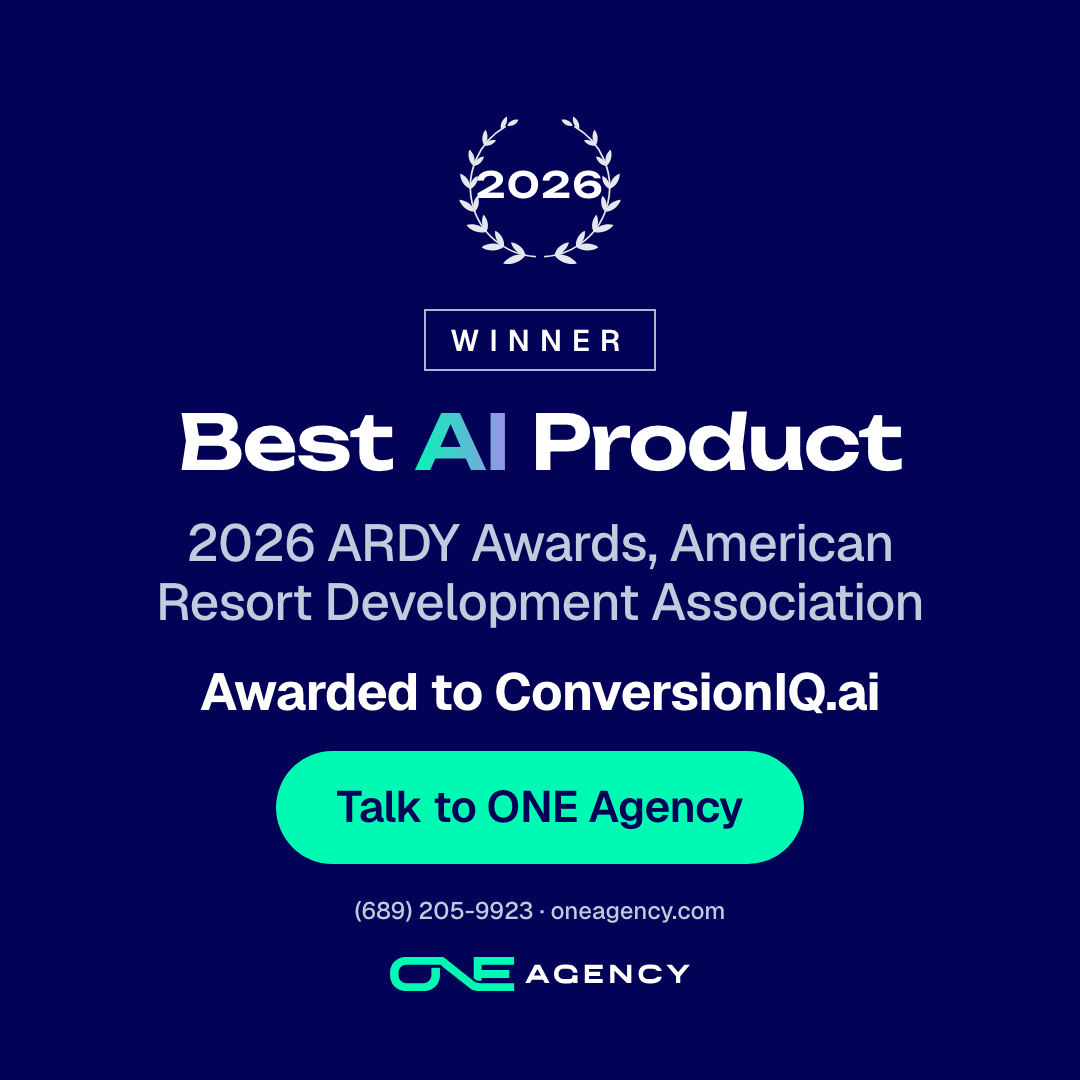 2026
WINNER
Best AI Product
2026 ARDY Awards, American
Resort Development Association
Awarded to ConversionIQ.ai
Talk to ONE Agency
(689) 205-9923 · oneagency.com
ONE AGENCY